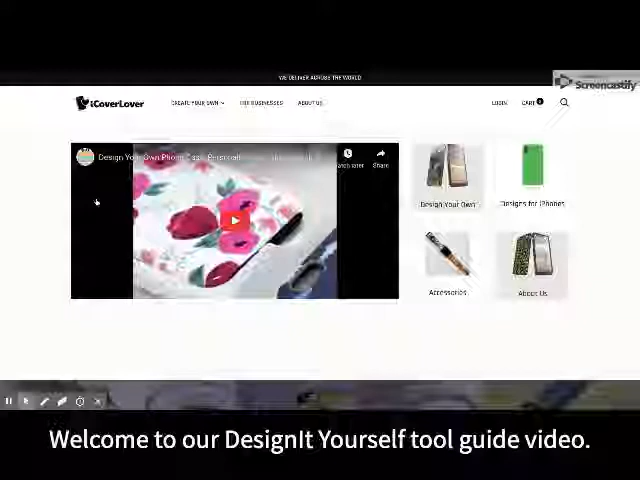 WE DELIVER ACROSS THE WORLD
Screencastify
iCoverLover
CREATE YOUR OWN
FOR BUSINESSES
ABOUT US
LOGIN
CART 0
Design Your Own Phone Case, Personali
Watch later
Share
Design Your Own
Designs for iPhones
Accessories
About Us
Welcome to our DesignIt Yourself tool guide video.